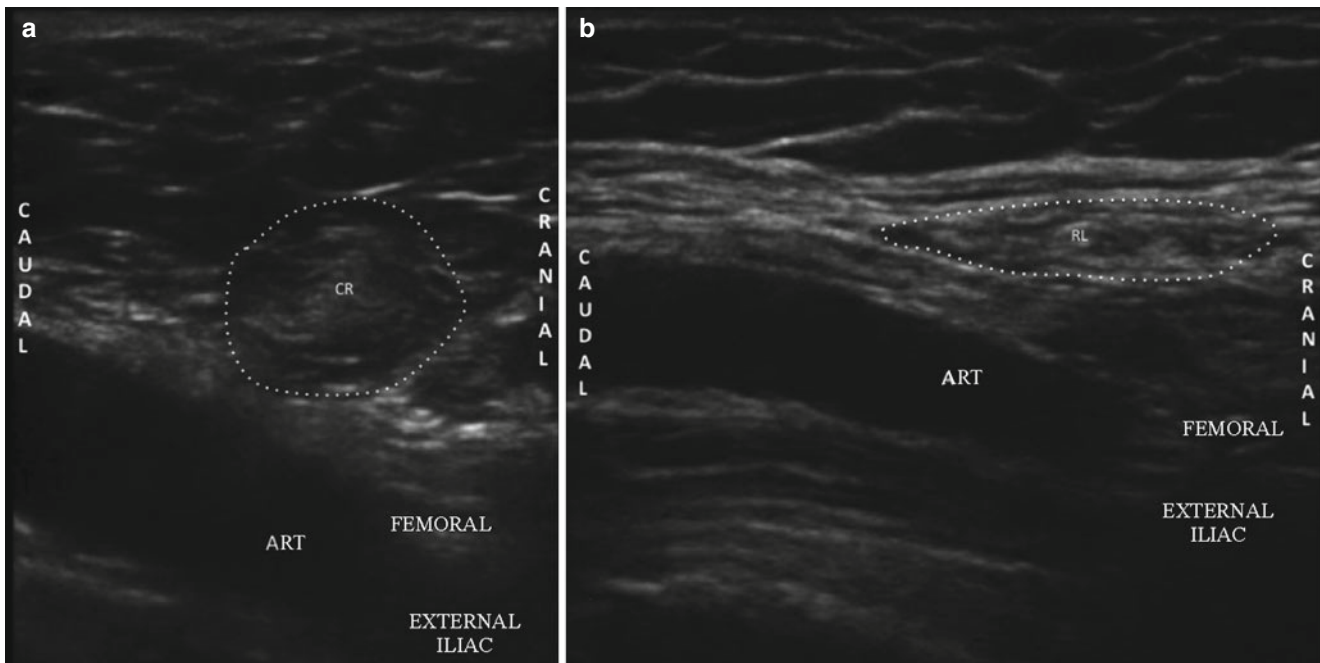 a
CAUDAL
CR
CRANIAL
ART
FEMORAL
EXTERNAL
ILIAC
b
CAUDAL
RL
CRANIAL
ART
FEMORAL
EXTERNAL
ILIAC